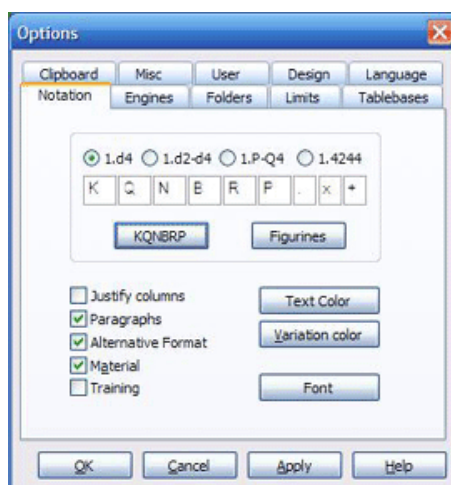 Options
Clipboard Misc User Design Language
Notation Engines Folders Limits Tablebases
1.d4 1.d2-d4 1.P-Q4 1.4244
K Q N B R P . x +
KQNBRP Figurines
Justify columns
Text Color
Paragraphs
Alternative Format
Variation color
Material
Training
Font
OK Cancel Apply Help